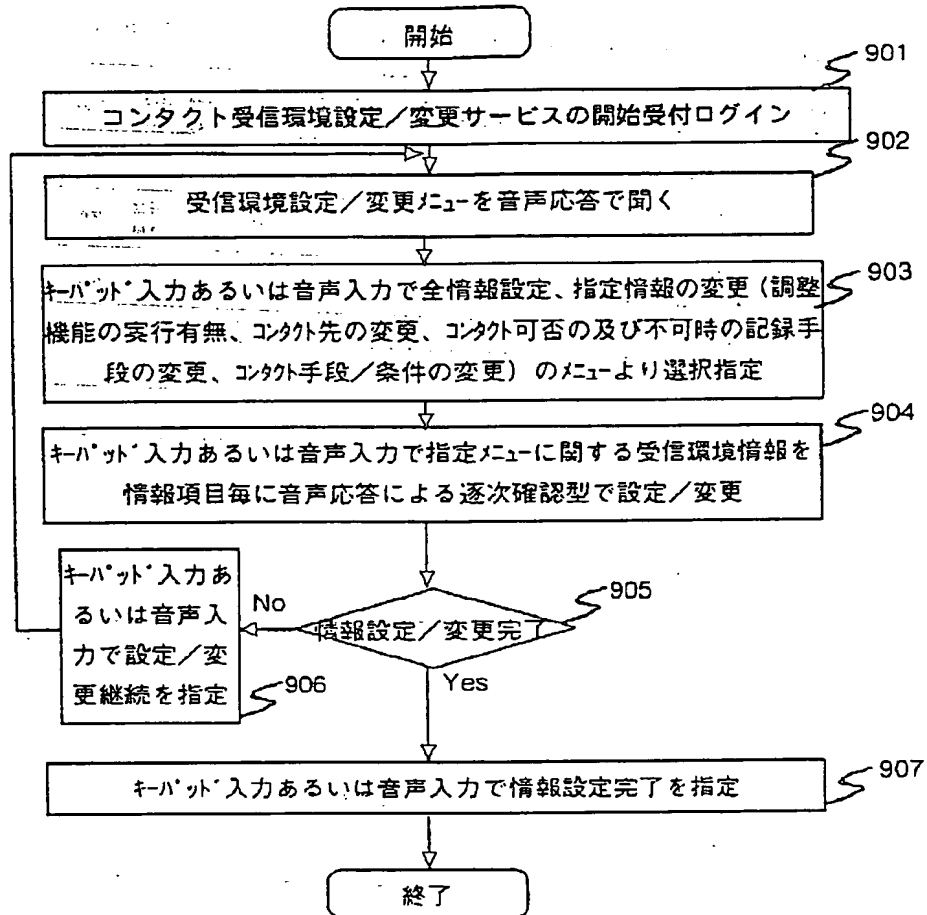 開始
901
コンタクト受信環境設定／変更サービスの開始受付ログイン
902
受信環境設定／変更メニューを音声応答で聞く
903
キーパッド入力あるいは音声入力で全情報設定、指定情報の変更（調整
機能の実行有無、コンタクト先の変更、コンタクト可否の及び不可時の記録手
段の変更、コンタクト手段／条件の変更）のメニューより選択指定
904
キーパッド入力あるいは音声入力で指定メニューに関する受信環境情報を
情報項目毎に音声応答による逐次確認型で設定／変更
905
情報設定／変更完了
No
Yes
キーパッド入力あ
るいは音声入
力で設定／変
更継続を指定
906
907
キーパッド入力あるいは音声入力で情報設定完了を指定
終了